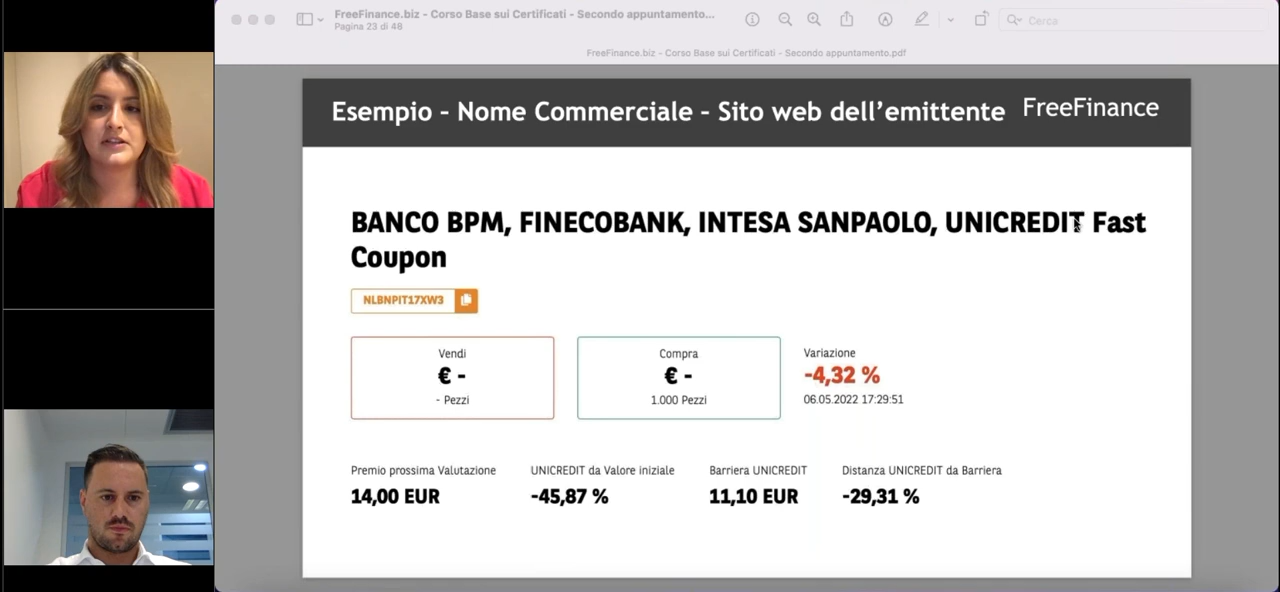 FreeFinance.biz - Corso Base sui Certificati - Secondo appuntamento...
Pagina 23 di 48
Cerca
FreeFinance.biz - Corso Base sui Certificati - Secondo appuntamento.pdf
Esempio - Nome Commerciale - Sito web dell'emittente
FreeFinance
BANCO BPM, FINECOBANK, INTESA SANPAOLO, UNICREDIT Fast
Coupon
NLBNPIT17XW3
Vendi
€ -
- Pezzi
Compra
€ -
1.000 Pezzi
Variazione
-4,32 %
06.05.2022 17:29:51
Premio prossima Valutazione
14,00 EUR
UNICREDIT da Valore iniziale
-45,87 %
Barriera UNICREDIT
11,10 EUR
Distanza UNICREDIT da Barriera
-29,31 %